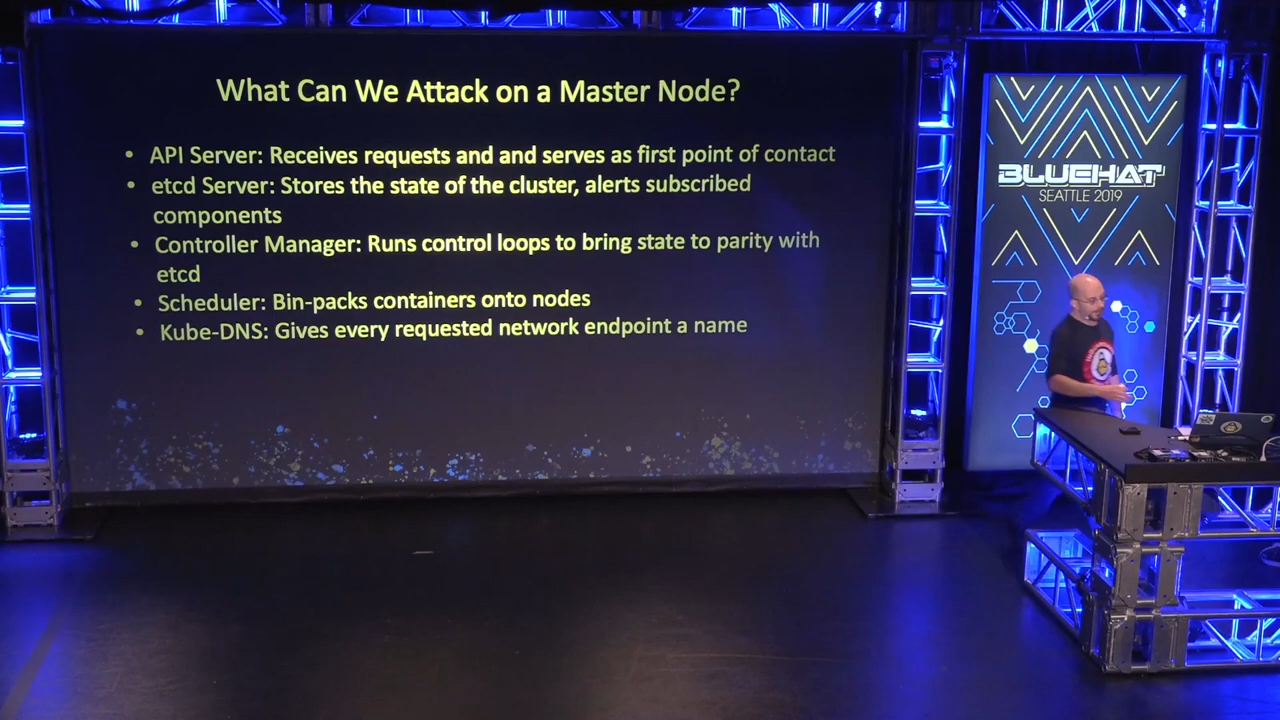 What Can We Attack on a Master Node?
• API Server: Receives requests and and serves as first point of contact
• etcd Server: Stores the state of the cluster, alerts subscribed
components
• Controller Manager: Runs control loops to bring state to parity with
etcd
• Scheduler: Bin-packs containers onto nodes
• Kube-DNS: Gives every requested network endpoint a name
BLUEHAT
SEATTLE 2019